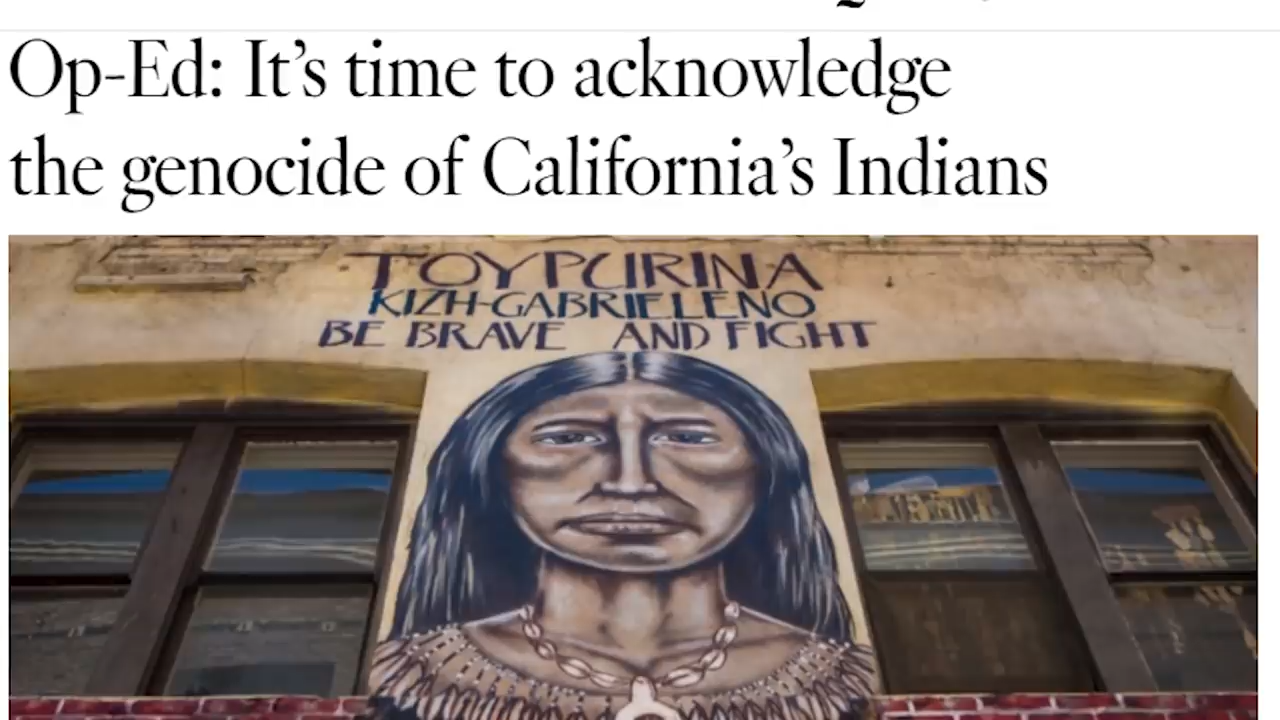 Op-Ed: It’s time to acknowledge
the genocide of California’s Indians
TOYPURINA
KIZH-GABRIELENO
BE BRAVE AND FIGHT